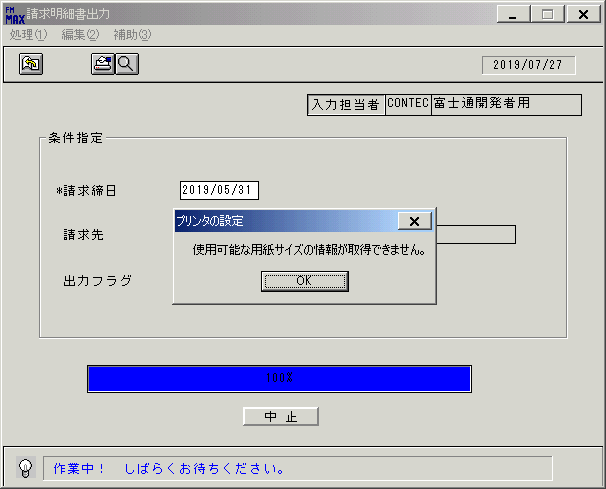 FM MAX 請求明細書出力
処理(1) 編集(2) 補助(3)
2019/07/27
入力担当者 CONTEC 富士通開発者用
条件指定
*請求締日 2019/05/31
プリンタの設定
請求先
使用可能な用紙サイズの情報が取得できません。
出力フラグ
OK
中 止
作業中! しばらくお待ちください。